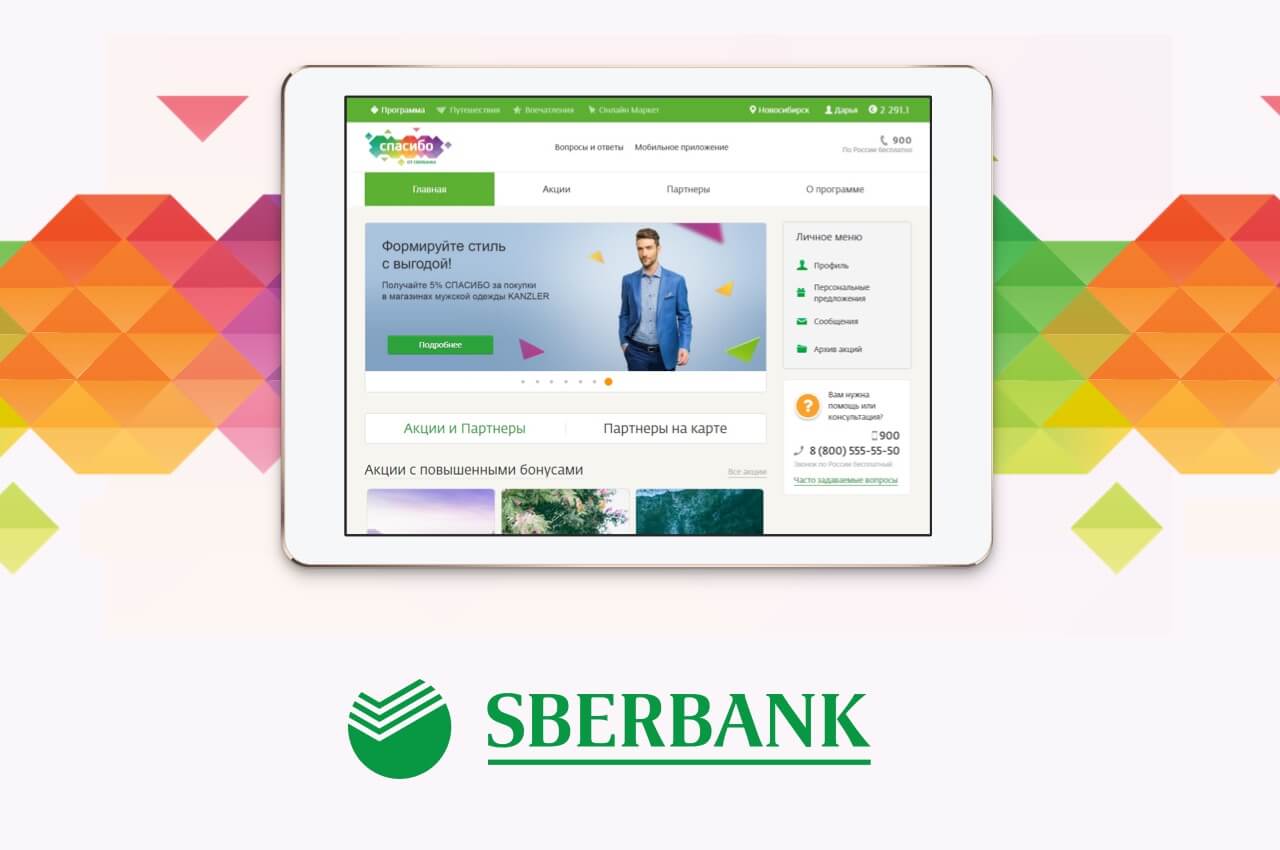 Программа Путешествия Впечатления Онлайн Маркет Новосибирск Дарья 2 291,1
спасибо
ОТ СБЕРБАНКА
Вопросы и ответы Мобильное приложение
900
По России бесплатно
Главная Акции Партнеры О программе
Формируйте стиль
с выгодой!
Получайте 5% СПАСИБО за покупки
в магазинах мужской одежды KANZLER
Подробнее
Личное меню
Профиль
Персональные
предложения
Сообщения
Архив акций
?
Вам нужна
помощь или
консультация?
900
8 (800) 555-55-50
Звонок по России бесплатный
Часто задаваемые вопросы
Акции и Партнеры Партнеры на карте
Акции с повышенными бонусами Все акции
SBERBANK